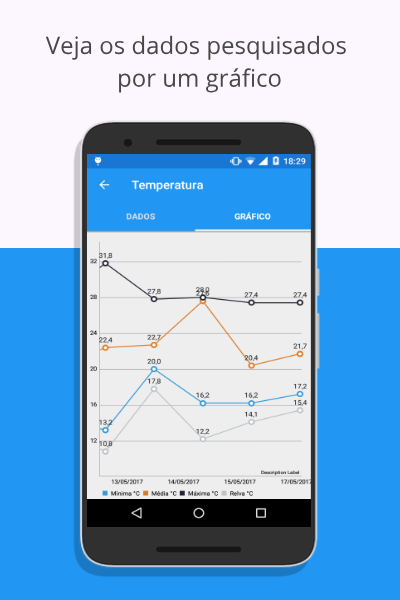 Veja os dados pesquisados
por um gráfico
18:29
Temperatura
DADOS GRÁFICO
32
28
24
20
16
12
31,8 27,8 28,0 27,4 27,4
22,4 22,7 20,4 21,7
13,2 20,0 16,2 16,2 17,2
10,8 17,8 12,2 14,1 15,4
Description Label
13/05/2017 14/05/2017 15/05/2017 17/05/2017
Mínima °C Média °C Máxima °C Relva °C